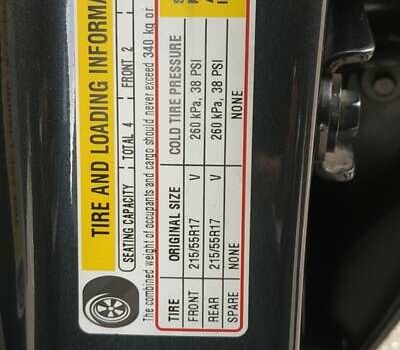 TIRE AND LOADING
SEATING CAPACITY TOTAL 4 FRONT 2
The combined weight of occupants and cargo should never exceed 340 kg or
TIRE ORIGINAL SIZE COLD TIRE PRESSURE
FRONT 215/55R17 V 260 kPa, 38 PSI
REAR 215/55R17 V 260 kPa, 38 PSI
SPARE NONE NONE